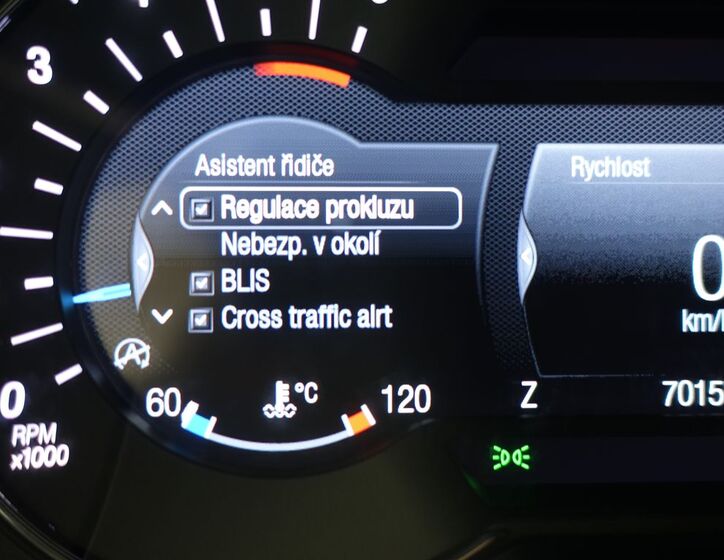 3
Asistent řidiče
Regulace prokluzu
Nebezp. v okolí
BLIS
Cross traffic alrt
Rychlost
0
km/
A
60
°C
120
Z
7015
0
RPM
x1000